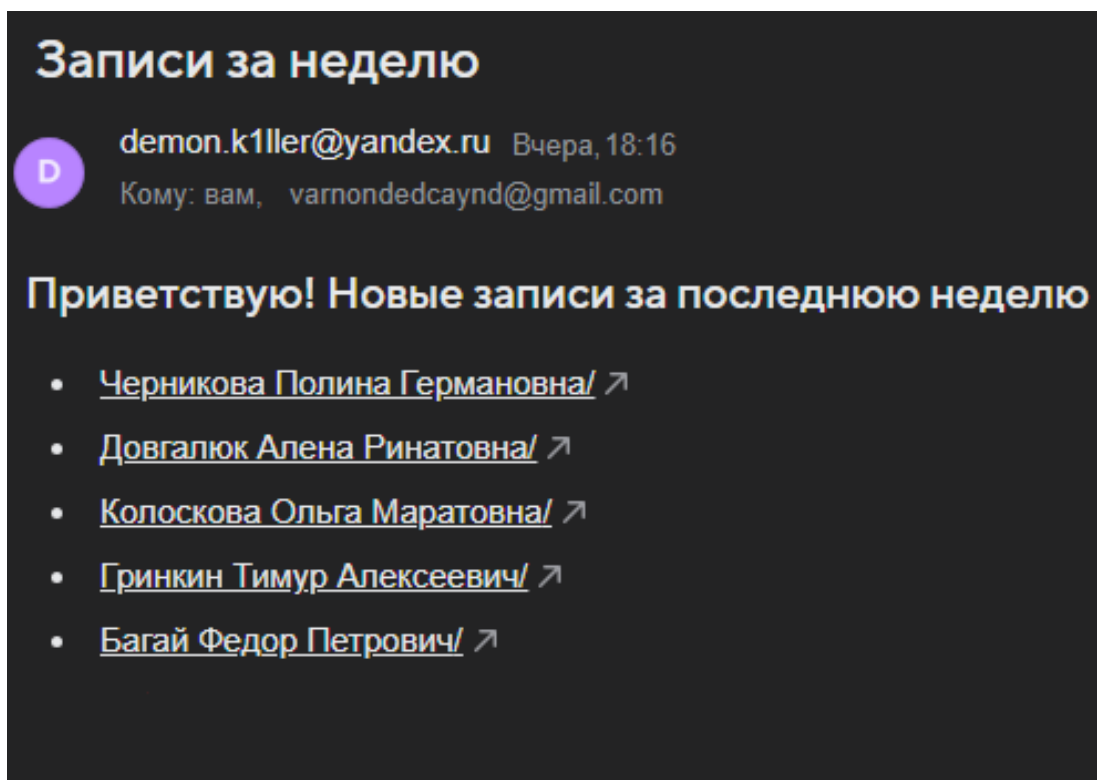 Записи за неделю
D
demon.k1ller@yandex.ru Вчера, 18:16
Кому: вам, varnondedcaynd@gmail.com
Приветствую! Новые записи за последнюю неделю
• Черникова Полина Германовна/ ↗
• Довгалюк Алена Ринатовна/ ↗
• Колоскова Ольга Маратовна/ ↗
• Гринкин Тимур Алексеевич/ ↗
• Багай Федор Петрович/ ↗